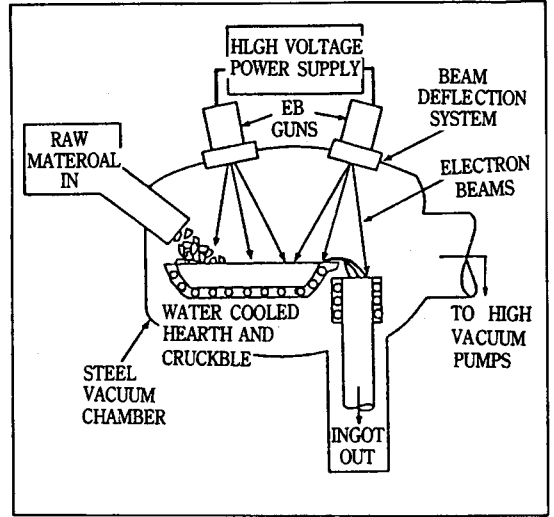 HLGH VOLTAGE
POWER SUPPLY
EB
GUNS
BEAM
DEFLECTION
SYSTEM
RAW
MATEROAL
IN
ELECTRON
BEAMS
WATER COOLED
HEARTH AND
CRUCKBLE
TO HIGH
VACUUM
PUMPS
STEEL
VACUUM
CHAMBER
INGOT
OUT